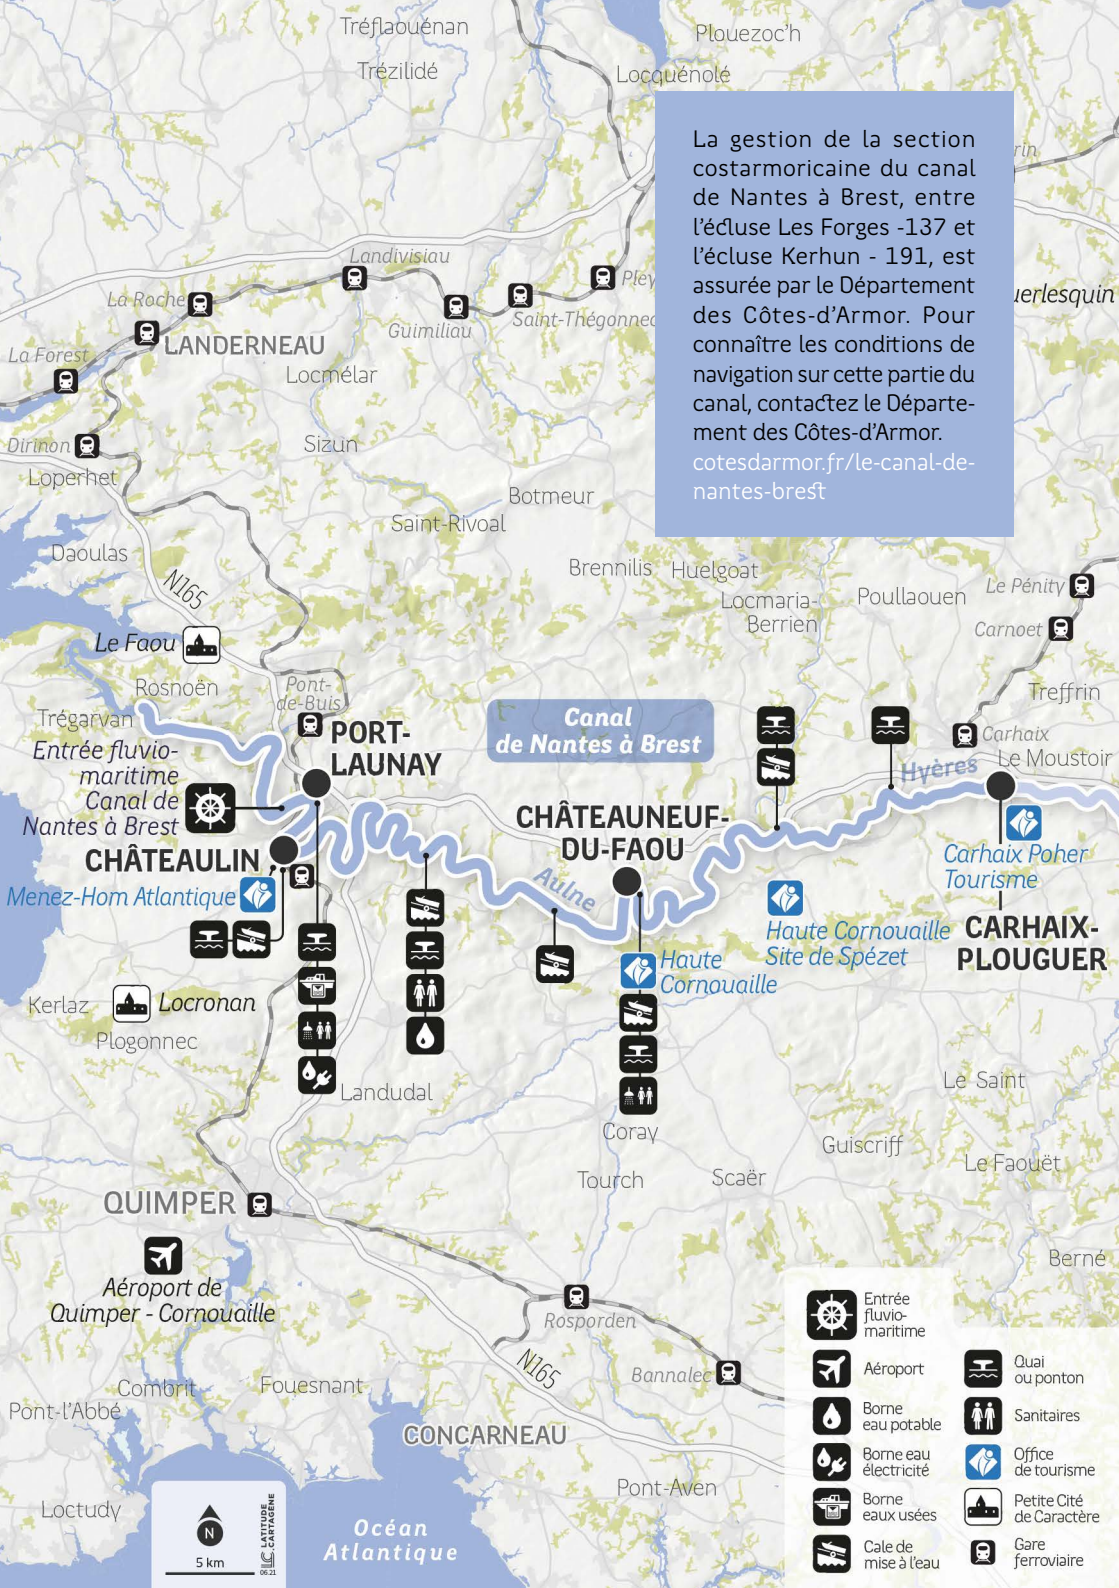 Tréflaouénan
Plouezoc'h
Trézilidé
Locquénolé
La gestion de la section
costarmoricaine du canal
de Nantes à Brest, entre
l'écluse Les Forges -137 et
l'écluse Kerhun - 191, est
assurée par le Département
des Côtes-d'Armor. Pour
connaître les conditions de
navigation sur cette partie du
canal, contactez le Départe-
ment des Côtes-d'Armor.
cotesdarmor.fr/le-canal-de-
nantes-brest
rin
Landivisiau
Pley
La Roche
uerlesquin
Guimiliau
Saint-Thégonnec
LANDERNEAU
La Forest
Locmélar
Dirinon
Sizun
Loperhet
Botmeur
Saint-Rivoal
Daoulas
N165
Brennilis
Huelgoat
Locmaria-
Berrien
Poullaouen
Le Pénity
Carnoet
Le Faou
Rosnoën
Pont-
de-Buis
Treffrin
Trégarvan
Canal
de Nantes à Brest
PORT-
LAUNAY
Carhaix
Le Moustoir
Hyères
Entrée fluvio-
maritime
Canal de
Nantes à Brest
CHÂTEAUNEUF-
DU-FAOU
CHÂTEAULIN
Menez-Hom Atlantique
Aulne
Carhaix Poher
Tourisme
CARHAIX-
PLOUGUER
Haute Cornouaille
Site de Spézet
Haute
Cornouaille
Kerlaz
Locronan
Plogonnec
Landudal
Le Saint
Coray
Guiscriff
Le Faouët
Tourch
Scaër
QUIMPER
Berné
Aéroport de
Quimper - Cornouaille
Rosporden
N165
Bannalec
Combrit
Fouesnant
Pont-l'Abbé
CONCARNEAU
Pont-Aven
Loctudy
Océan
Atlantique
N
5 km
LATITUDE
CARTAGÈNE
06.21
Entrée
fluvio-
maritime
Aéroport
Borne
eau potable
Borne eau
électricité
Borne
eaux usées
Cale de
mise à l'eau
Quai
ou ponton
Sanitaires
Office
de tourisme
Petite Cité
de Caractère
Gare
ferroviaire